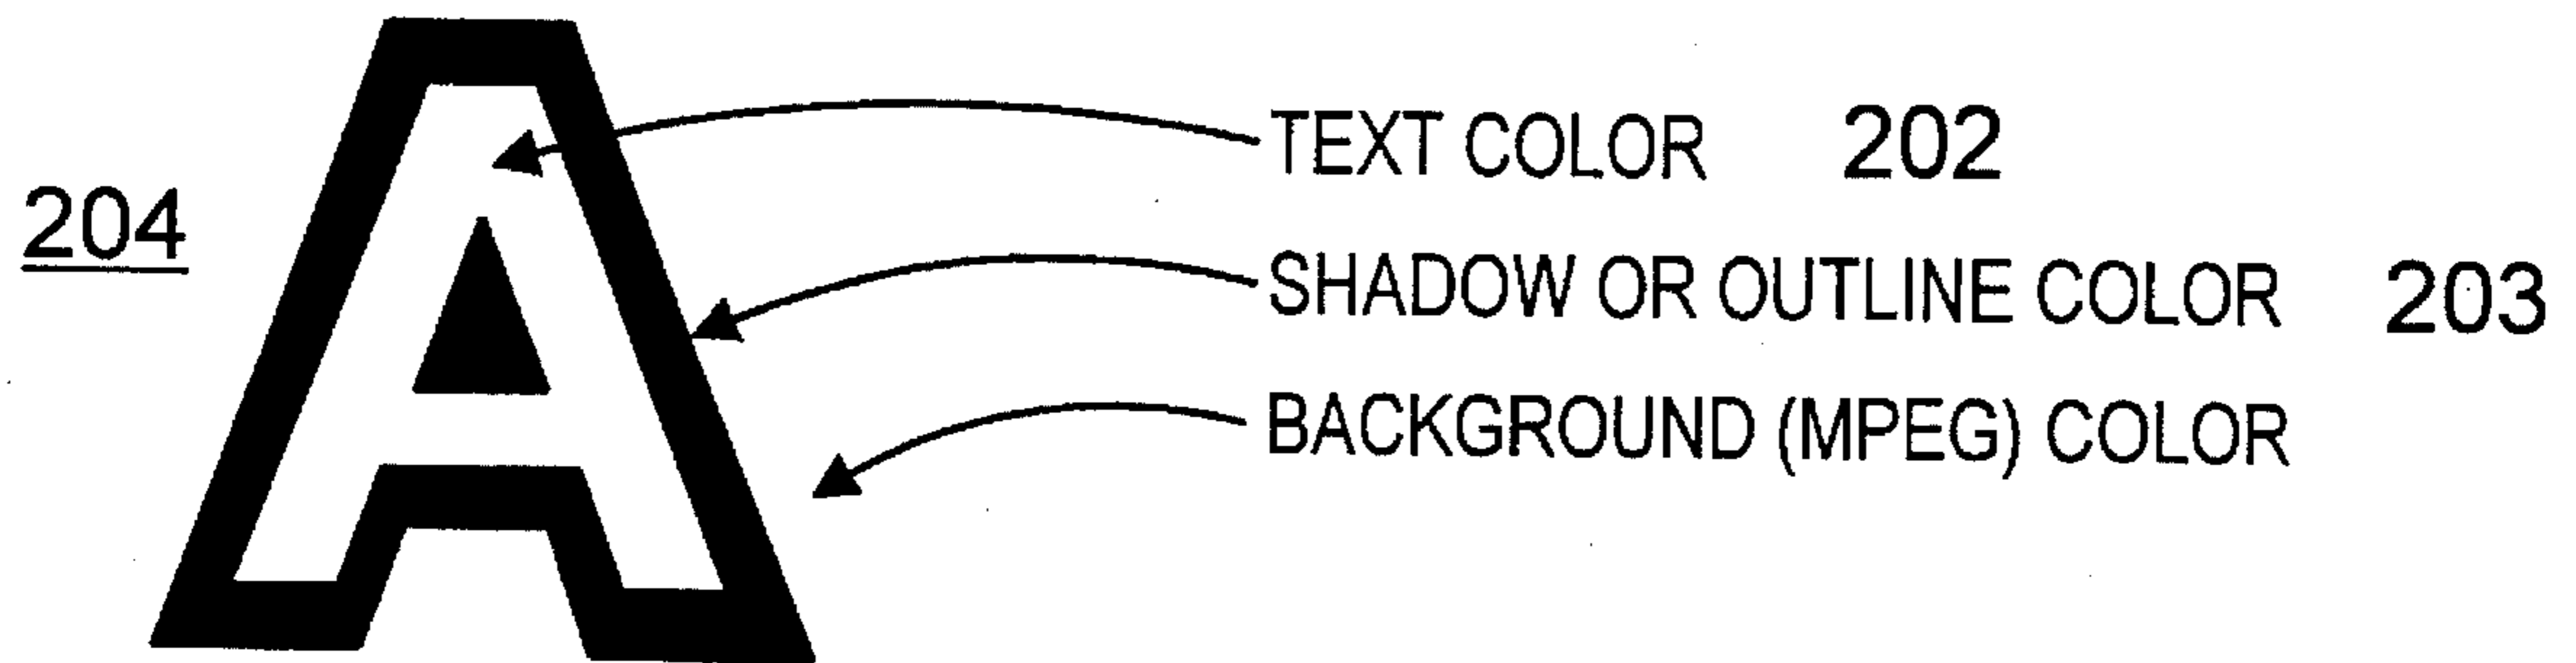 A
TEXT COLOR 202
204
SHADOW OR OUTLINE COLOR 203
BACKGROUND (MPEG) COLOR